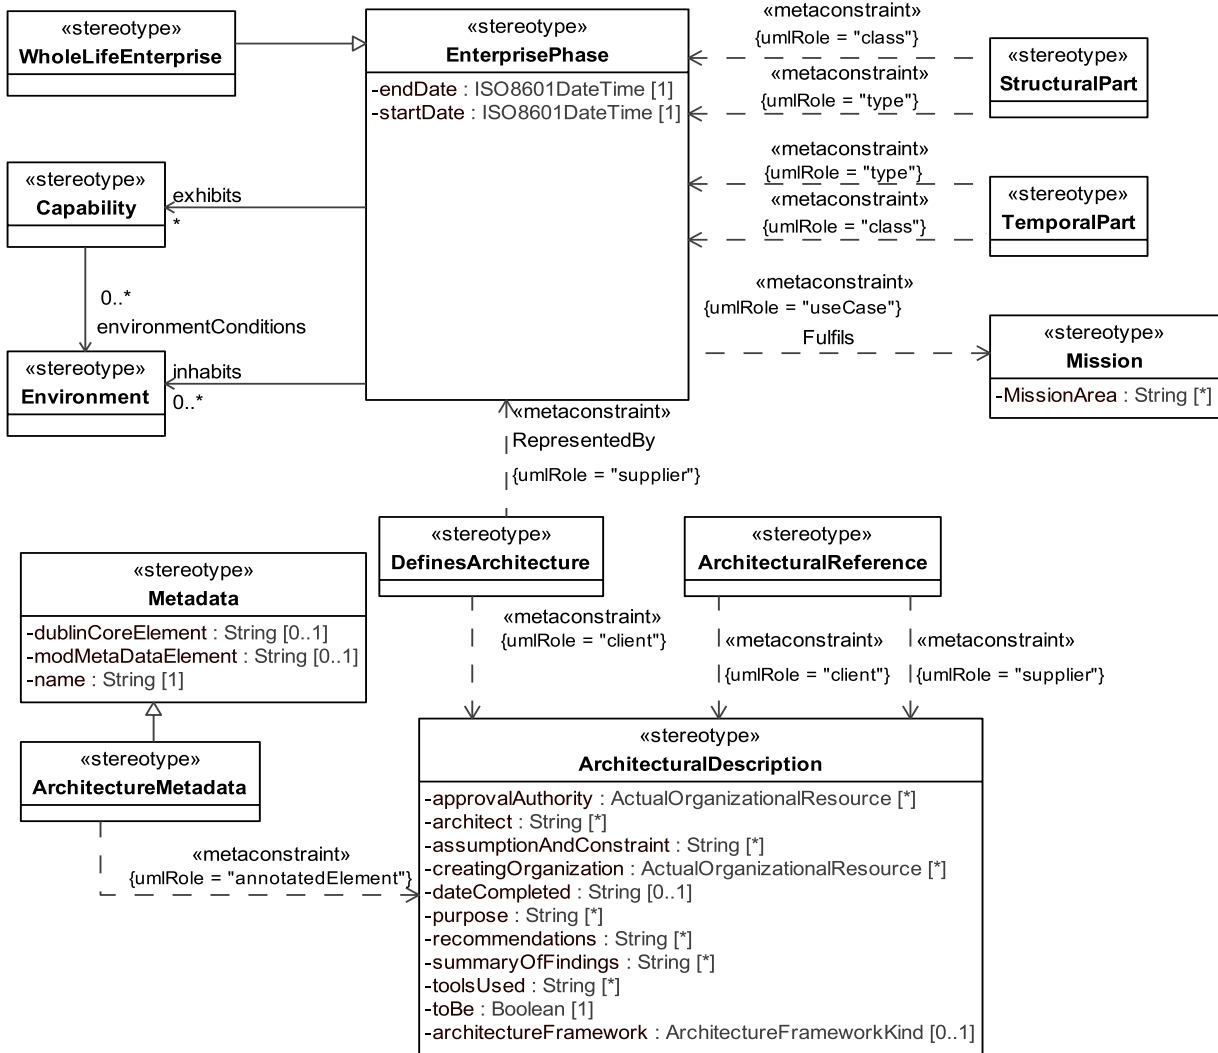 «stereotype»
WholeLifeEnterprise
«stereotype»
EnterprisePhase
-endDate : ISO8601DateTime [1]
-startDate : ISO8601DateTime [1]
«metaconstraint»
{umlRole = "class"}
«metaconstraint»
{umlRole = "type"}
«stereotype»
StructuralPart
«stereotype»
Capability
exhibits
*
«metaconstraint»
{umlRole = "type"}
«metaconstraint»
{umlRole = "class"}
«stereotype»
TemporalPart
0..*
environmentConditions
«metaconstraint»
{umlRole = "useCase"}
Fulfils
«stereotype»
Mission
-MissionArea : String [*]
«stereotype»
Environment
inhabits
0..*
«metaconstraint»
RepresentedBy
{umlRole = "supplier"}
«stereotype»
DefinesArchitecture
«stereotype»
ArchitecturalReference
«stereotype»
Metadata
-dublinCoreElement : String [0..1]
-modMetaDataElement : String [0..1]
-name : String [1]
«metaconstraint»
{umlRole = "client"}
«metaconstraint»
{umlRole = "client"}
«metaconstraint»
{umlRole = "supplier"}
«stereotype»
ArchitectureMetadata
«metaconstraint»
{umlRole = "annotatedElement"}
«stereotype»
ArchitecturalDescription
-approvalAuthority : ActualOrganizationalResource [*]
-architect : String [*]
-assumptionAndConstraint : String [*]
-creatingOrganization : ActualOrganizationalResource [*]
-dateCompleted : String [0..1]
-purpose : String [*]
-recommendations : String [*]
-summaryOfFindings : String [*]
-toolsUsed : String [*]
-toBe : Boolean [1]
-architectureFramework : ArchitectureFrameworkKind [0..1]